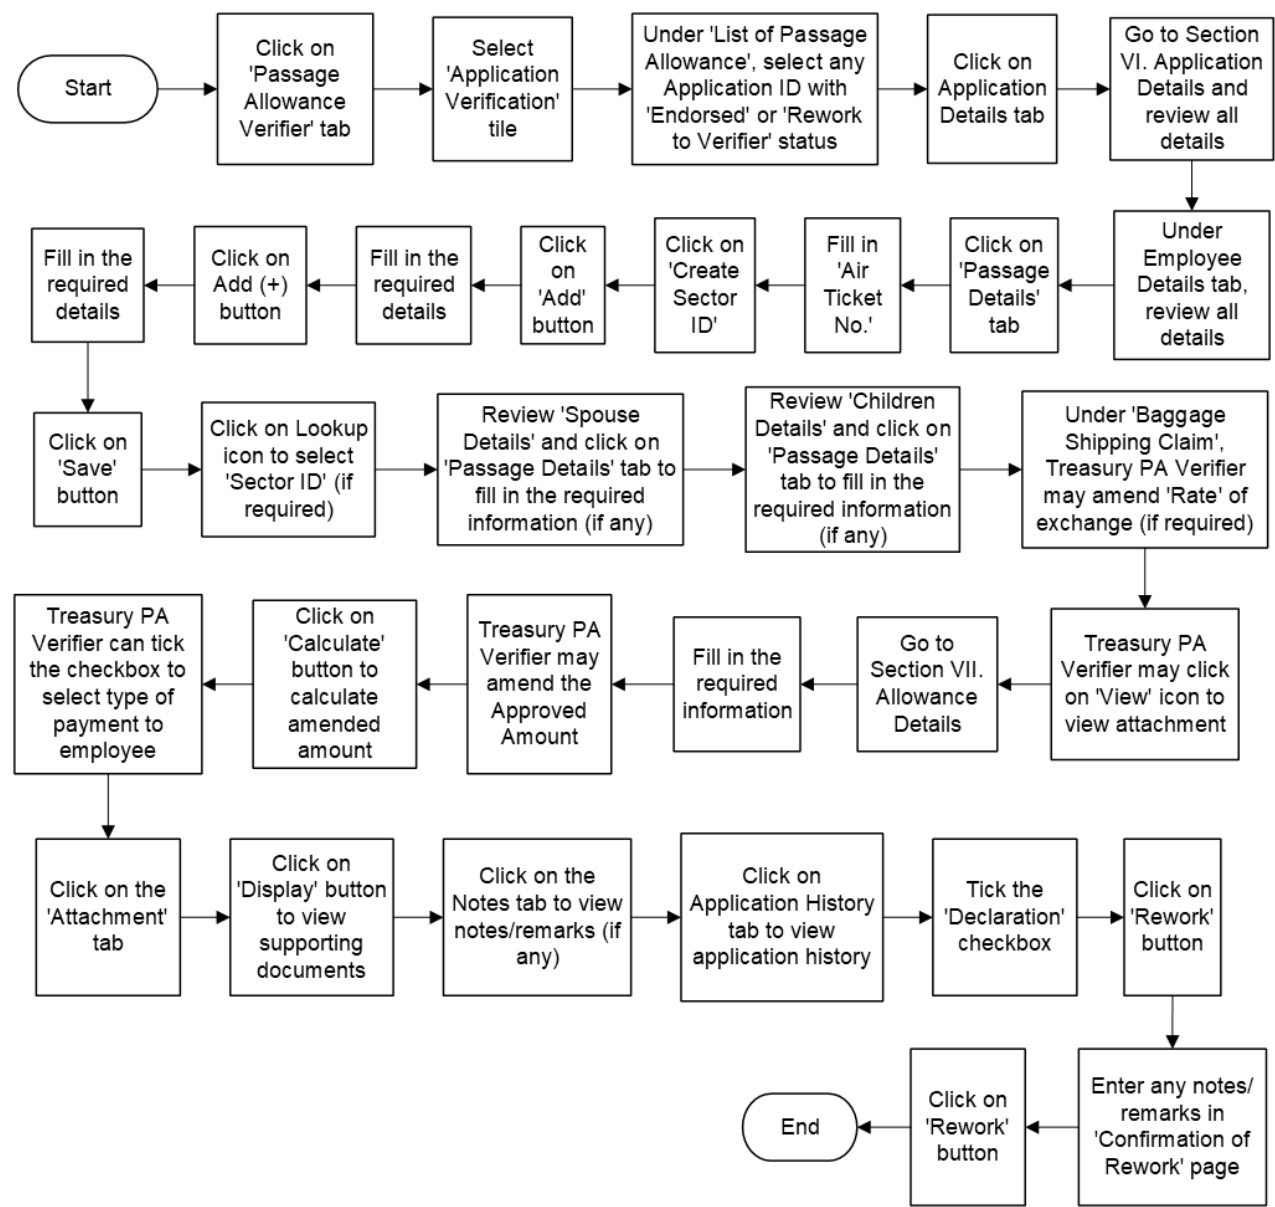 Start
Click on
'Passage
Allowance
Verifier' tab
Select
'Application
Verification'
tile
Under 'List of Passage
Allowance', select any
Application ID with
'Endorsed' or 'Rework
to Verifier' status
Click on
Application
Details tab
Go to Section
VI. Application
Details and
review all
details
Under
Employee
Details tab,
review all
details
Click on
'Passage
Details'
tab
Fill in
'Air
Ticket
No.'
Click on
'Create
Sector
ID'
Click
on
'Add'
button
Fill in the
required
details
Click on
Add (+)
button
Fill in the
required
details
Click on
'Save'
button
Click on Lookup
icon to select
'Sector ID' (if
required)
Review 'Spouse
Details' and click on
'Passage Details' tab to
fill in the required
information (if any)
Review 'Children
Details' and click on
'Passage Details'
tab to fill in the
required information
(if any)
Under 'Baggage
Shipping Claim',
Treasury PA Verifier
may amend 'Rate' of
exchange (if required)
Treasury PA
Verifier may click
on 'View' icon to
view attachment
Go to
Section VII.
Allowance
Details
Fill in the
required
information
Treasury PA
Verifier may
amend the
Approved
Amount
Click on
'Calculate'
button to
calculate
amended
amount
Treasury PA
Verifier can tick
the checkbox to
select type of
payment to
employee
Click on the
'Attachment'
tab
Click on
'Display' button
to view
supporting
documents
Click on the
Notes tab to view
notes/remarks (if
any)
Click on
Application History
tab to view
application history
Tick the
'Declaration'
checkbox
Click on
'Rework'
button
Enter any notes/
remarks in
'Confirmation of
Rework' page
Click on
'Rework'
button
End